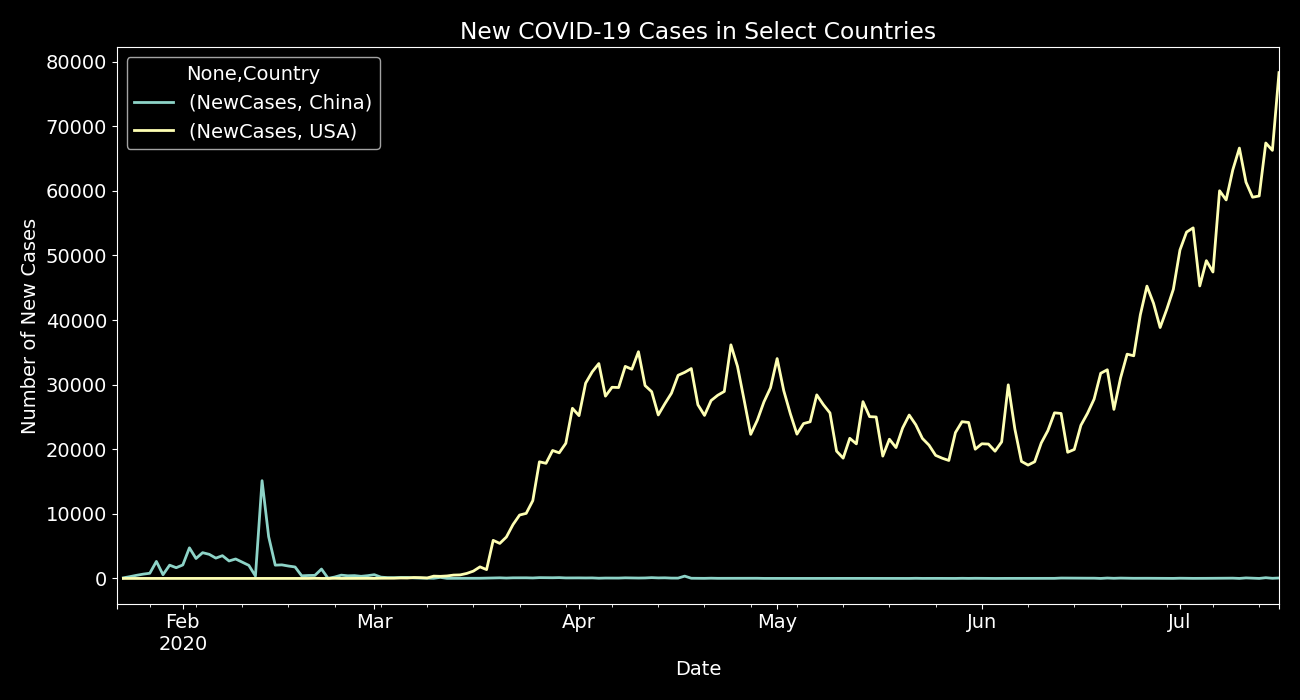 New COVID-19 Cases in Select Countries
80000
70000
60000
50000
40000
30000
20000
10000
0
Number of New Cases
None,Country
(NewCases, China)
(NewCases, USA)
Feb Mar Apr May Jun Jul
2020
Date